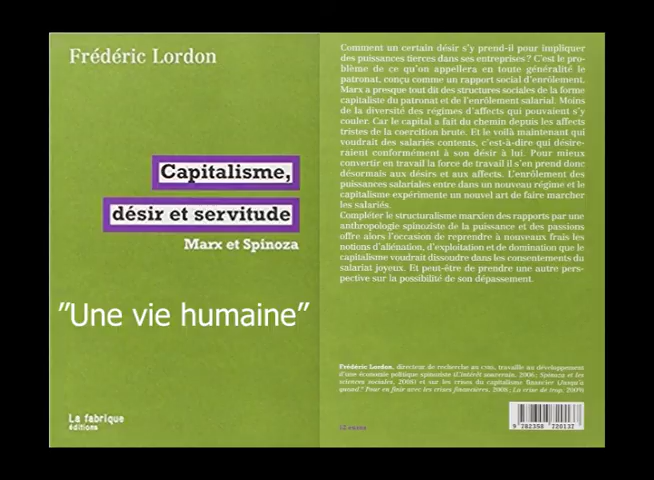 Frédéric Lordon
Capitalisme,
désir et servitude
Marx et Spinoza
"Une vie humaine"
La fabrique
éditions
Comment un certain désir s'y prend-il pour impliquer
des puissances tierces dans ses entreprises ? C'est le pro-
blème de ce qu'on appellera en toute généralité le
patronat, conçu comme un rapport social d'enrôlement.
Marx a presque tout dit des structures sociales de la forme
capitaliste du patronat et de l'enrôlement salarial. Moins
de la diversité des régimes d'affects qui pouvaient s'y
couler. Car le capital a fait du chemin depuis les affects
tristes de la coercition brute. Et le voilà maintenant qui
voudrait des salariés contents, c'est-à-dire qui désire-
raient conformément à son désir à lui. Pour mieux
convertir en travail la force de travail il s'en prend donc
désormais aux désirs et aux affects. L'enrôlement des
puissances salariales entre dans un nouveau régime et le
capitalisme expérimente un nouvel art de faire marcher
les salariés.
Compléter le structuralisme marxien des rapports par une
anthropologie spinoziste de la puissance et des passions
offre alors l'occasion de reprendre à nouveaux frais les
notions d'aliénation, d'exploitation et de domination que le
capitalisme voudrait dissoudre dans les consentements du
salariat joyeux. Et peut-être de prendre une autre pers-
pective sur la possibilité de son dépassement.
Frédéric Lordon, directeur de recherche au CNRS, travaille au développement
d'une économie politique spinoziste (L'Intérêt souverain, 2006 ; Spinoza et les
sciences sociales, 2008) et sur les crises du capitalisme financier (Jusqu'à
quand ? Pour en finir avec les crises financières, 2008 ; La crise de trop, 2009)
12 euros
9 782358 720137